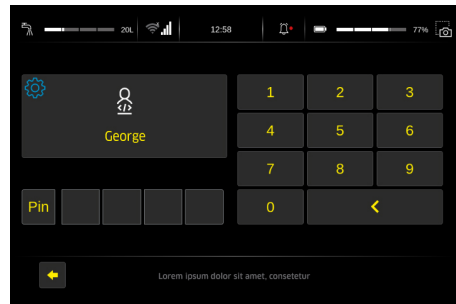 20L 12:58 77%
George
1 2 3
4 5 6
7 8 9
Pin 0
Lorem ipsum dolor sit amet, consetetur